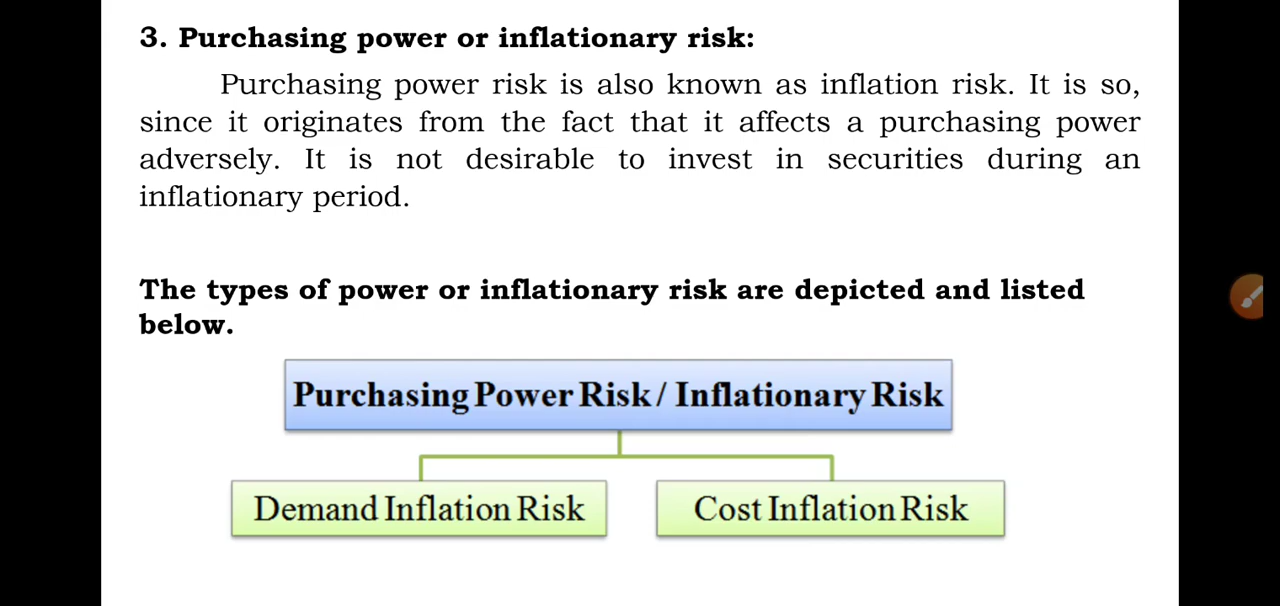 3. Purchasing power or inflationary risk:
Purchasing power risk is also known as inflation risk. It is so,
since it originates from the fact that it affects a purchasing power
adversely. It is not desirable to invest in securities during an
inflationary period.
The types of power or inflationary risk are depicted and listed
below.
Purchasing Power Risk / Inflationary Risk
Demand Inflation Risk
Cost Inflation Risk